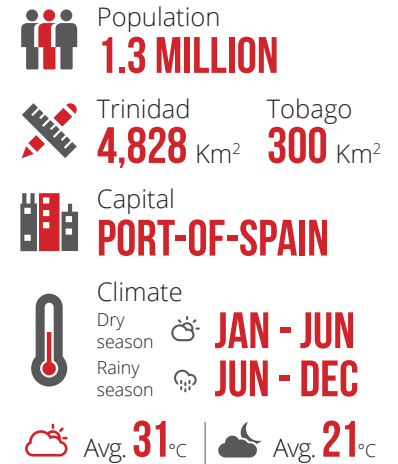 Population
1.3 MILLION
Trinidad Tobago
4,828 Km² 300 Km²
Capital
PORT-OF-SPAIN
Climate
Dry season JAN - JUN
Rainy season JUN - DEC
Avg. 31°C Avg. 21°C